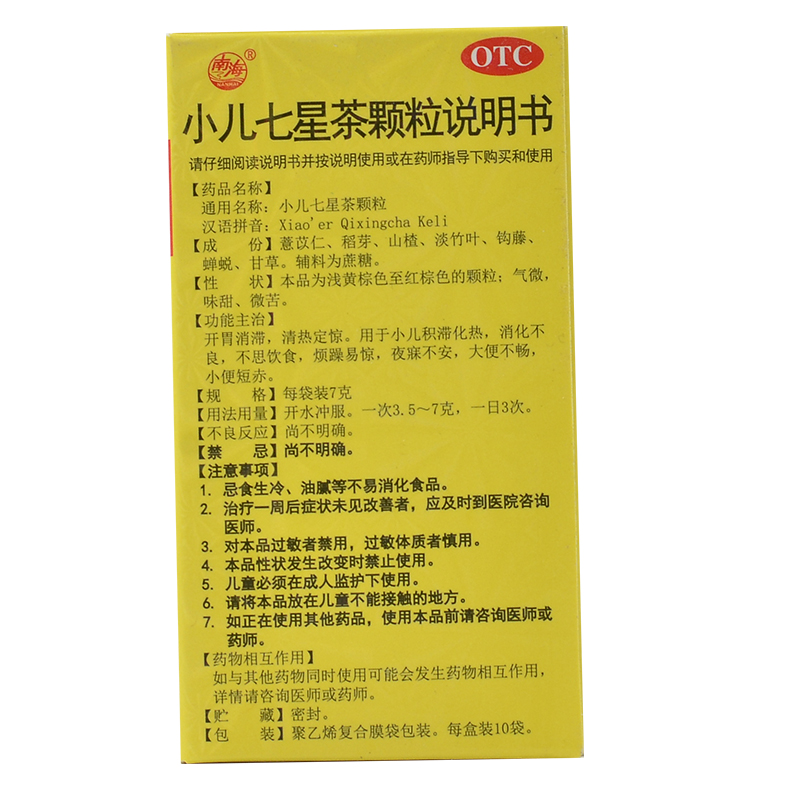 南海®
NANHAI
OTC
小儿七星茶颗粒说明书
请仔细阅读说明书并按说明使用或在药师指导下购买和使用
【药品名称】
通用名称：小儿七星茶颗粒
汉语拼音：Xiao'er Qixingcha Keli
【成　　份】薏苡仁、稻芽、山楂、淡竹叶、钩藤、
蝉蜕、甘草。辅料为蔗糖。
【性　　状】本品为浅黄棕色至红棕色的颗粒；气微，
味甜、微苦。
【功能主治】
开胃消滞，清热定惊。用于小儿积滞化热，消化不
良，不思饮食，烦躁易惊，夜寐不安，大便不畅，
小便短赤。
【规　　格】每袋装7克
【用法用量】开水冲服。一次3.5～7克，一日3次。
【不良反应】尚不明确。
【禁　　忌】尚不明确。
【注意事项】
1. 忌食生冷、油腻等不易消化食品。
2. 治疗一周后症状未见改善者，应及时到医院咨询
医师。
3. 对本品过敏者禁用，过敏体质者慎用。
4. 本品性状发生改变时禁止使用。
5. 儿童必须在成人监护下使用。
6. 请将本品放在儿童不能接触的地方。
7. 如正在使用其他药品，使用本品前请咨询医师或
药师。
【药物相互作用】
如与其他药物同时使用可能会发生药物相互作用，
详情请咨询医师或药师。
【贮　　藏】密封。
【包　　装】聚乙烯复合膜袋包装。每盒装10袋。